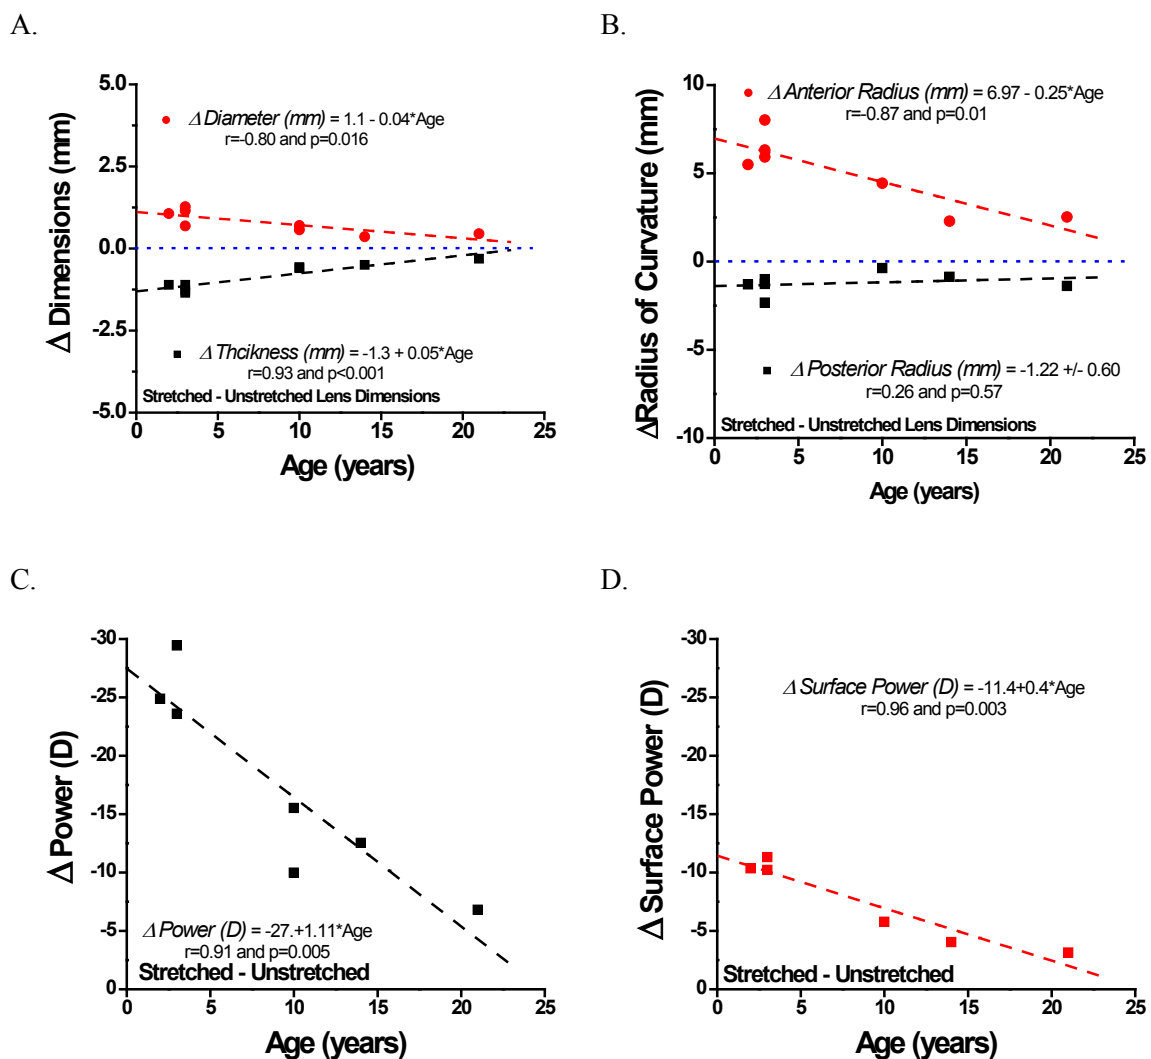 A.
5.0
2.5
0.0
-2.5
-5.0
Δ Dimensions (mm)
Δ Diameter (mm) = 1.1 - 0.04*Age
r=-0.80 and p=0.016
Δ Thcikness (mm) = -1.3 + 0.05*Age
r=0.93 and p<0.001
Stretched - Unstretched Lens Dimensions
0 5 10 15 20 25
Age (years)
B.
10
5
0
-5
-10
ΔRadius of Curvature (mm)
Δ Anterior Radius (mm) = 6.97 - 0.25*Age
r=-0.87 and p=0.01
Δ Posterior Radius (mm) = -1.22 +/- 0.60
r=0.26 and p=0.57
Stretched - Unstretched Lens Dimensions
0 5 10 15 20 25
Age (years)
C.
-30
-25
-20
-15
-10
-5
0
Δ Power (D)
Δ Power (D) = -27.+1.11*Age
r=0.91 and p=0.005
Stretched - Unstretched
0 5 10 15 20 25
Age (years)
D.
-30
-25
-20
-15
-10
-5
0
Δ Surface Power (D)
Δ Surface Power (D) = -11.4+0.4*Age
r=0.96 and p=0.003
Stretched - Unstretched
0 5 10 15 20 25
Age (years)